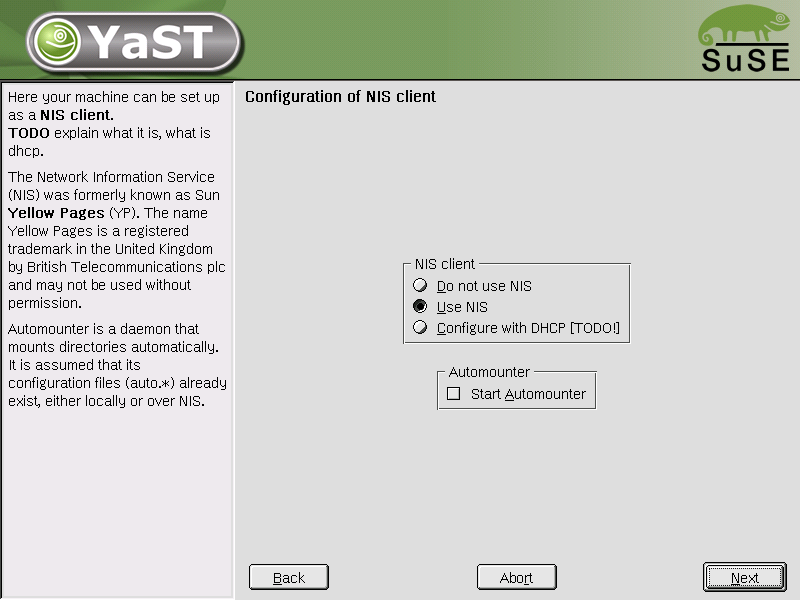 YaST
SuSE
Here your machine can be set up
as a NIS client.
TODO explain what it is, what is
dhcp.
The Network Information Service
(NIS) was formerly known as Sun
Yellow Pages (YP). The name
Yellow Pages is a registered
trademark in the United Kingdom
by British Telecommunications plc
and may not be used without
permission.
Automounter is a daemon that
mounts directories automatically.
It is assumed that its
configuration files (auto.*) already
exist, either locally or over NIS.
Configuration of NIS client
NIS client
Do not use NIS
Use NIS
Configure with DHCP [TODO!]
Automounter
Start Automounter
Back
Abort
Next